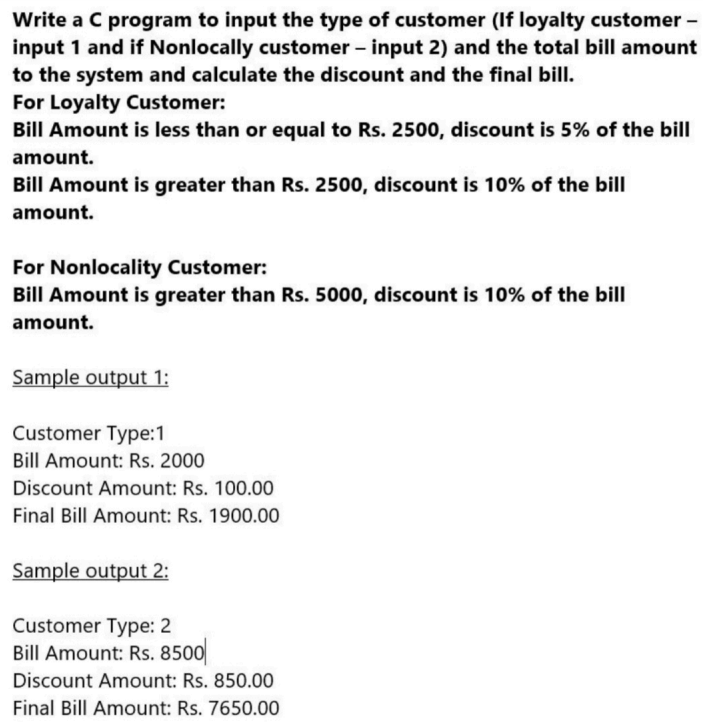 Write a C program to input the type of customer (If loyalty customer –
input 1 and if Nonlocally customer – input 2) and the total bill amount
to the system and calculate the discount and the final bill.
For Loyalty Customer:
Bill Amount is less than or equal to Rs. 2500, discount is 5% of the bill
amount.
Bill Amount is greater than Rs. 2500, discount is 10% of the bill
amount.
For Nonlocality Customer:
Bill Amount is greater than Rs. 5000, discount is 10% of the bill
amount.
Sample output 1:
Customer Type:1
Bill Amount: Rs. 2000
Discount Amount: Rs. 100.00
Final Bill Amount: Rs. 1900.00
Sample output 2:
Customer Type: 2
Bill Amount: Rs. 8500
Discount Amount: Rs. 850.00
Final Bill Amount: Rs. 7650.00